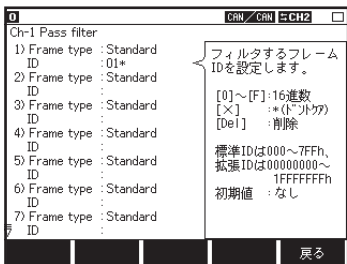 0
CAN/CAN ⇆CH2
Ch-1 Pass filter
1) Frame type :Standard
ID :01*
2) Frame type :Standard
ID :
3) Frame type :Standard
ID :
4) Frame type :Standard
ID :
5) Frame type :Standard
ID :
6) Frame type :Standard
ID :
7) Frame type :Standard
ID :
フィルタするフレーム
IDを設定します。
[0]～[F]:16進数
[×] :*(ドントケア)
[Del] :削除
標準IDは000～7FFh、
拡張IDは00000000～
1FFFFFFFh
初期値 :なし
戻る